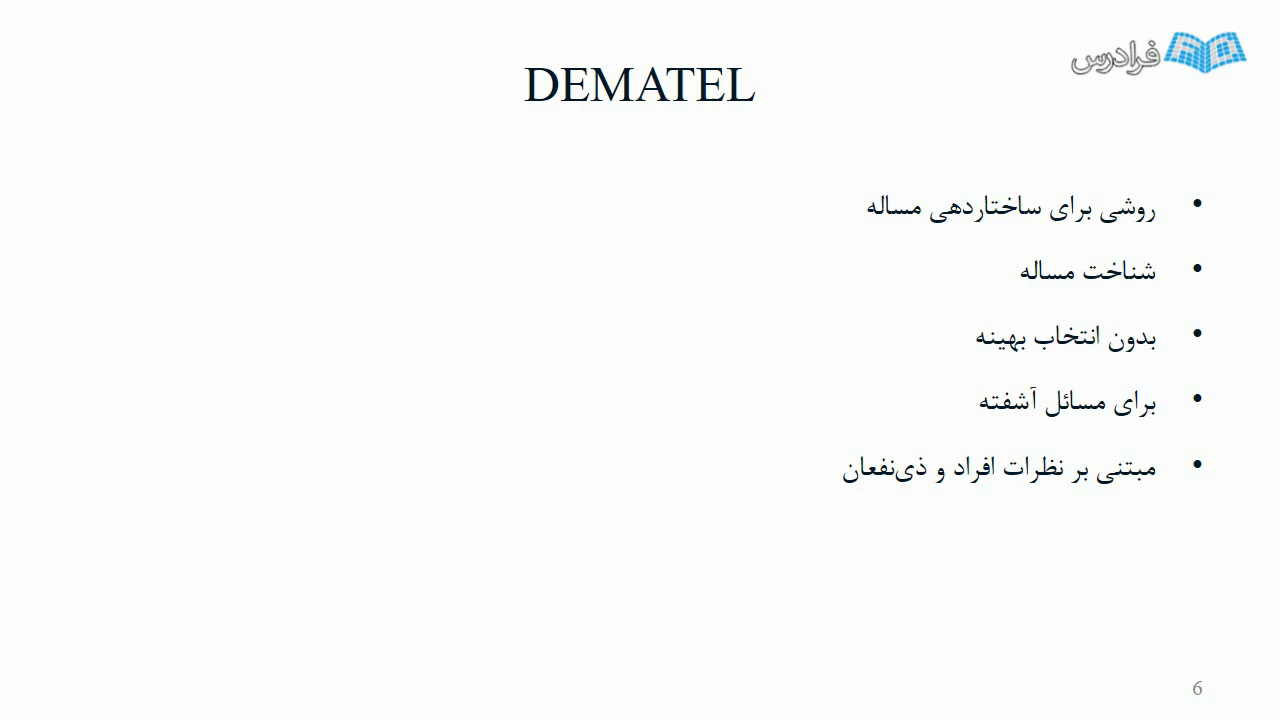 فرادرس
DEMATEL
• روشی برای ساختاردهی مساله
• شناخت مساله
• بدون انتخاب بهینه
• برای مسائل آشفته
• مبتنی بر نظرات افراد و ذی‌نفعان
6